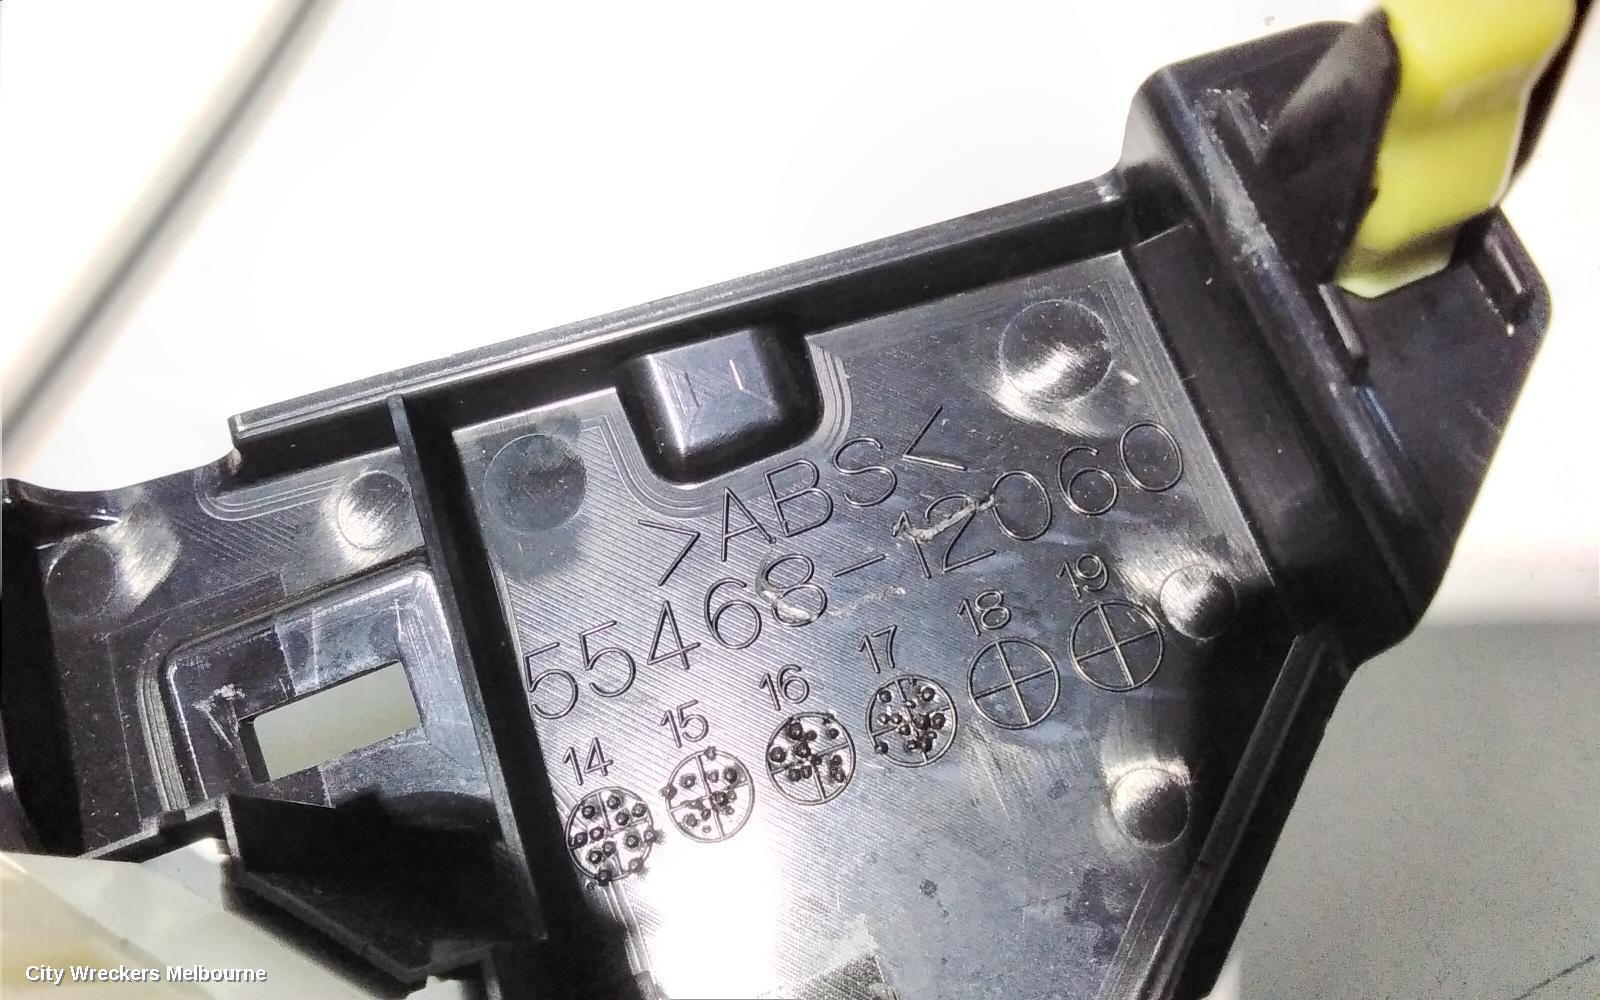 >ABS<
55468-12060
14 15 16 17 18 19
City Wreckers Melbourne